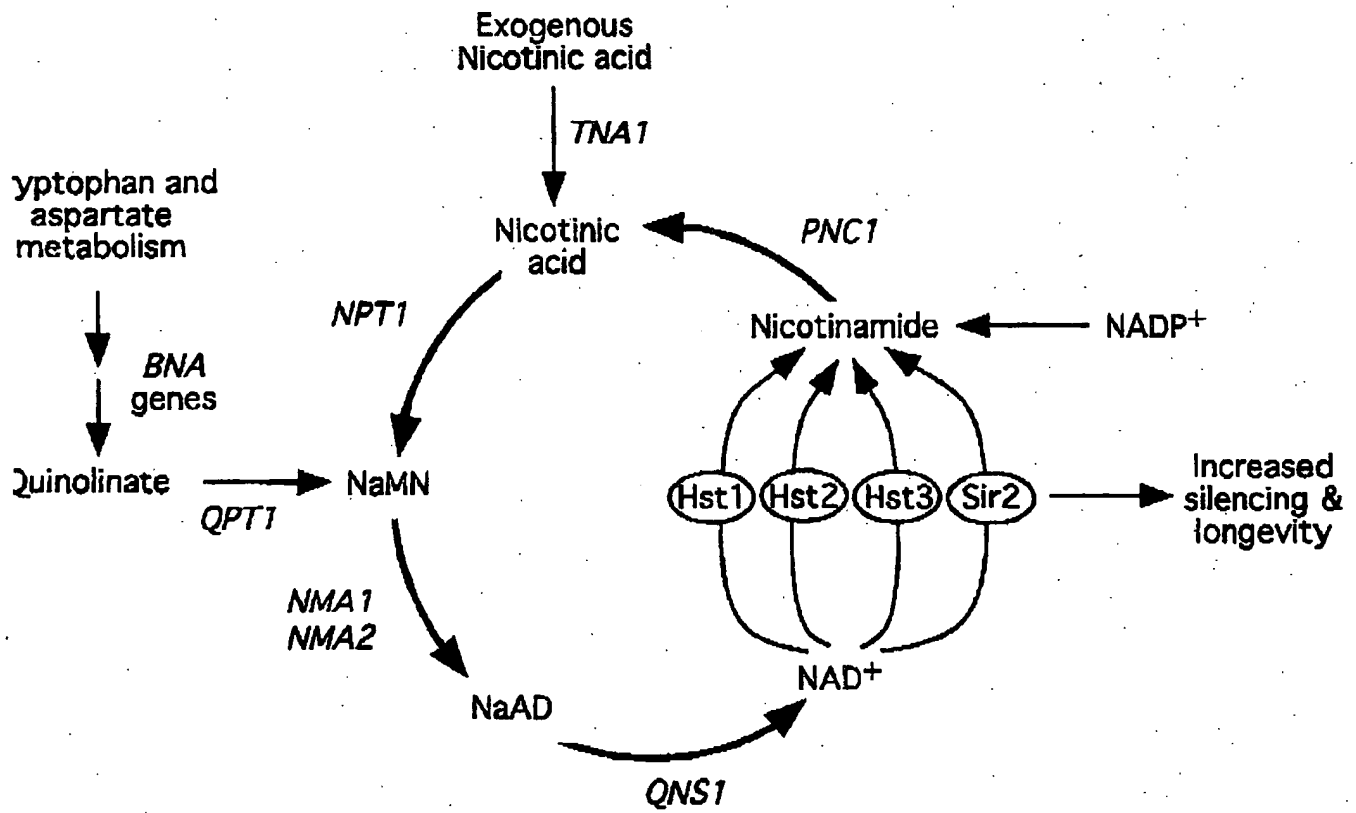 Exogenous
Nicotinic acid
TNA1
yptophan and
aspartate
metabolism
Nicotinic
acid
PNC1
NPT1
Nicotinamide
NADP+
BNA
genes
Quinolinate
QPT1
NaMN
Hst1
Hst2
Hst3
Sir2
Increased
silencing &
longevity
NMA1
NMA2
NAD+
NaAD
QNS1